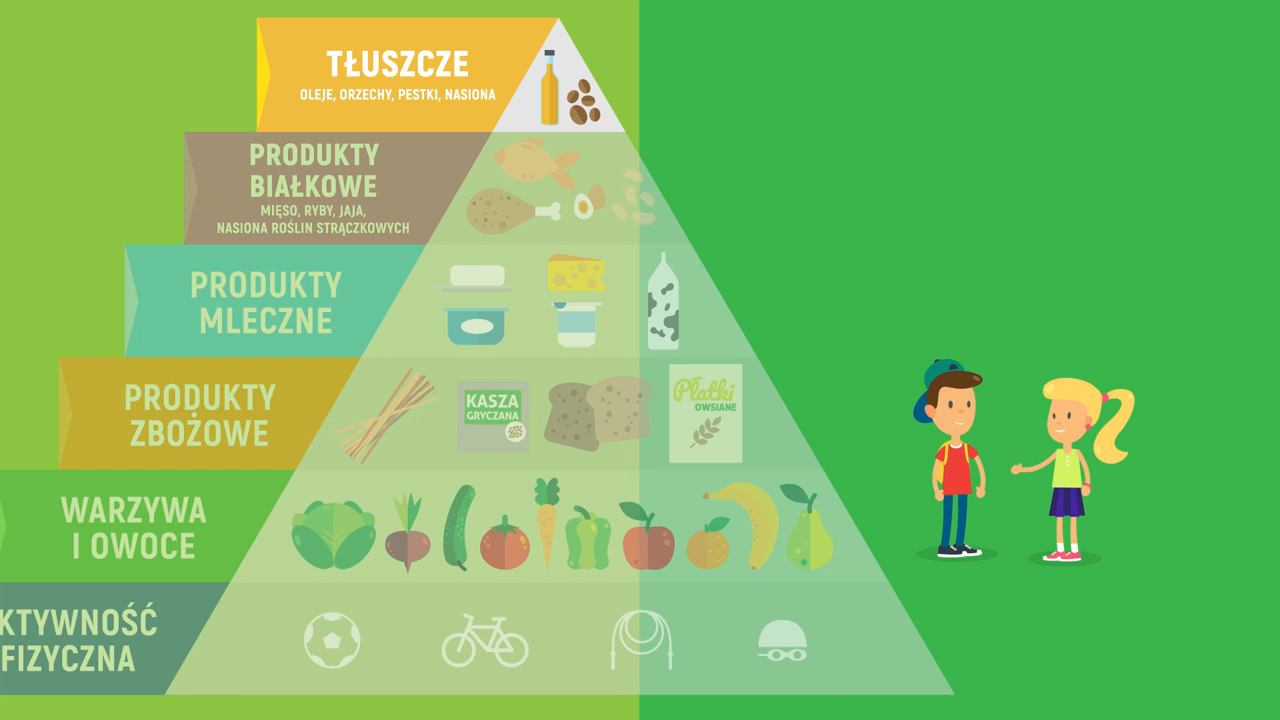 TŁUSZCZE
OLEJE, ORZECHY, PESTKI, NASIONA
PRODUKTY
BIAŁKOWE
MIĘSO, RYBY, JAJA,
NASIONA ROŚLIN STRĄCZKOWYCH
PRODUKTY
MLECZNE
PRODUKTY
ZBOŻOWE
KASZA
GRYCZANA
Płatki
OWSIANE
WARZYWA
I OWOCE
KTYWNOŚĆ
FIZYCZNA